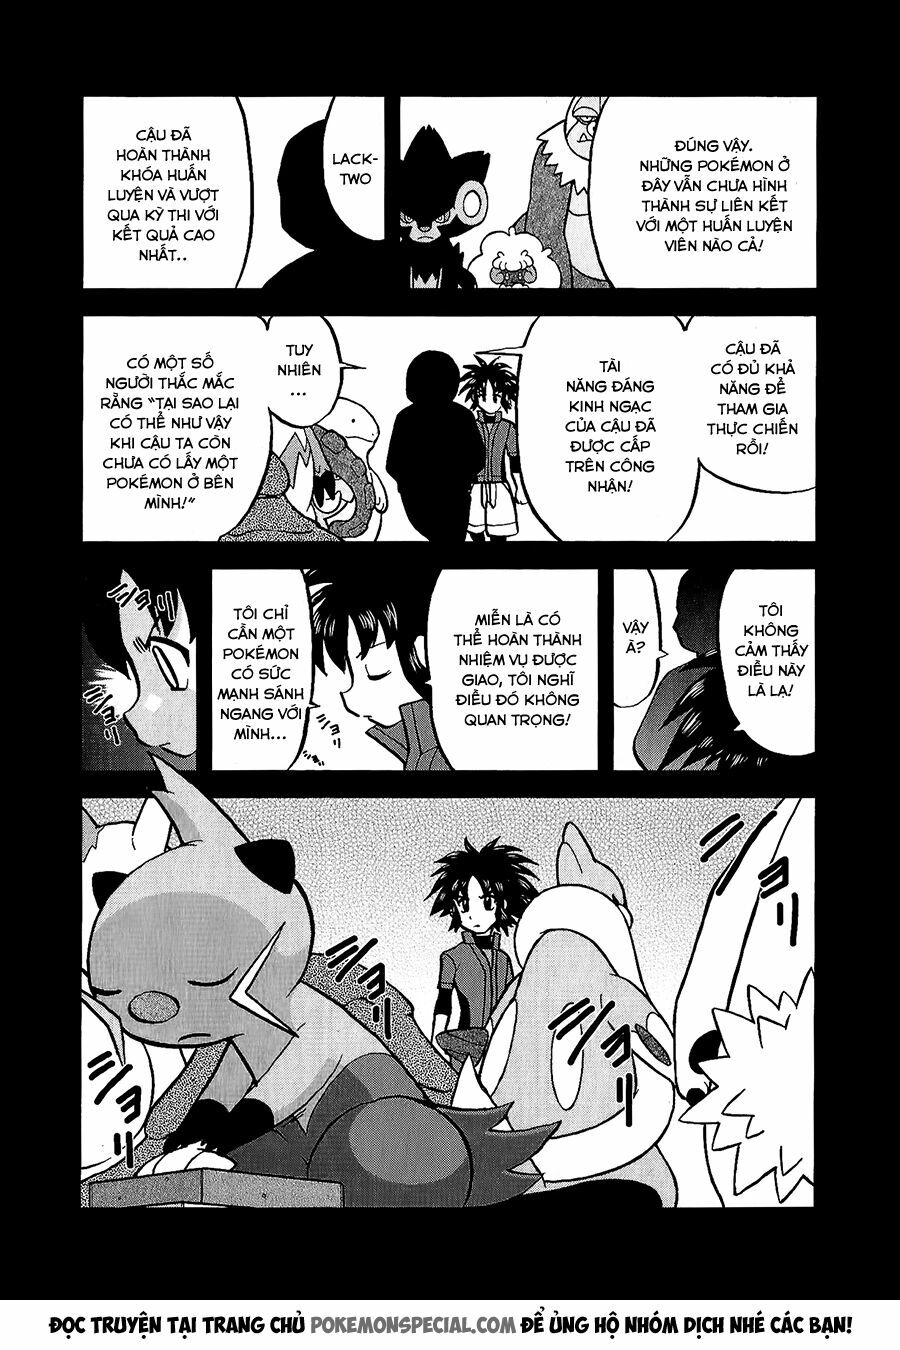 ĐÚNG VẬY.
NHỮNG POKÉMON Ở
ĐÂY VẪN CHƯA HÌNH
THÀNH SỰ LIÊN KẾT
VỚI MỘT HUẤN LUYỆN
VIÊN NÀO CẢ!
LACK-
TWO
CẬU ĐÃ
HOÀN THÀNH
KHÓA HUẤN
LUYỆN VÀ VƯỢT
QUA KỲ THI VỚI
KẾT QUẢ CAO
NHẤT..
CẬU ĐÃ
CÓ ĐỦ KHẢ
NĂNG ĐỂ
THAM GIA
THỰC CHIẾN
RỒI!
TÀI
NĂNG ĐÁNG
KINH NGẠC
CỦA CẬU ĐÃ
ĐƯỢC CẤP
TRÊN CÔNG
NHẬN!
TUY
NHIÊN
...
CÓ MỘT SỐ
NGƯỜI THẮC MẮC
RẰNG “TẠI SAO LẠI
CÓ THỂ NHƯ VẬY
KHI CẬU TA CÒN
CHƯA CÓ LẤY MỘT
POKÉMON Ở BÊN
MÌNH!”
TÔI
KHÔNG
CẢM THẤY
ĐIỀU NÀY
LÀ LẠ!
VẬY
À?
MIỄN LÀ CÓ
THỂ HOÀN THÀNH
NHIỆM VỤ ĐƯỢC
GIAO, TÔI NGHĨ
ĐIỀU ĐÓ KHÔNG
QUAN TRỌNG!
TÔI CHỈ
CẦN MỘT
POKÉMON
CÓ SỨC
MẠNH SÁNH
NGANG VỚI
MÌNH...
ĐỌC TRUYỆN TẠI TRANG CHỦ POKEMONSPECIAL.COM ĐỂ ỦNG HỘ NHÓM DỊCH NHÉ CÁC BẠN!